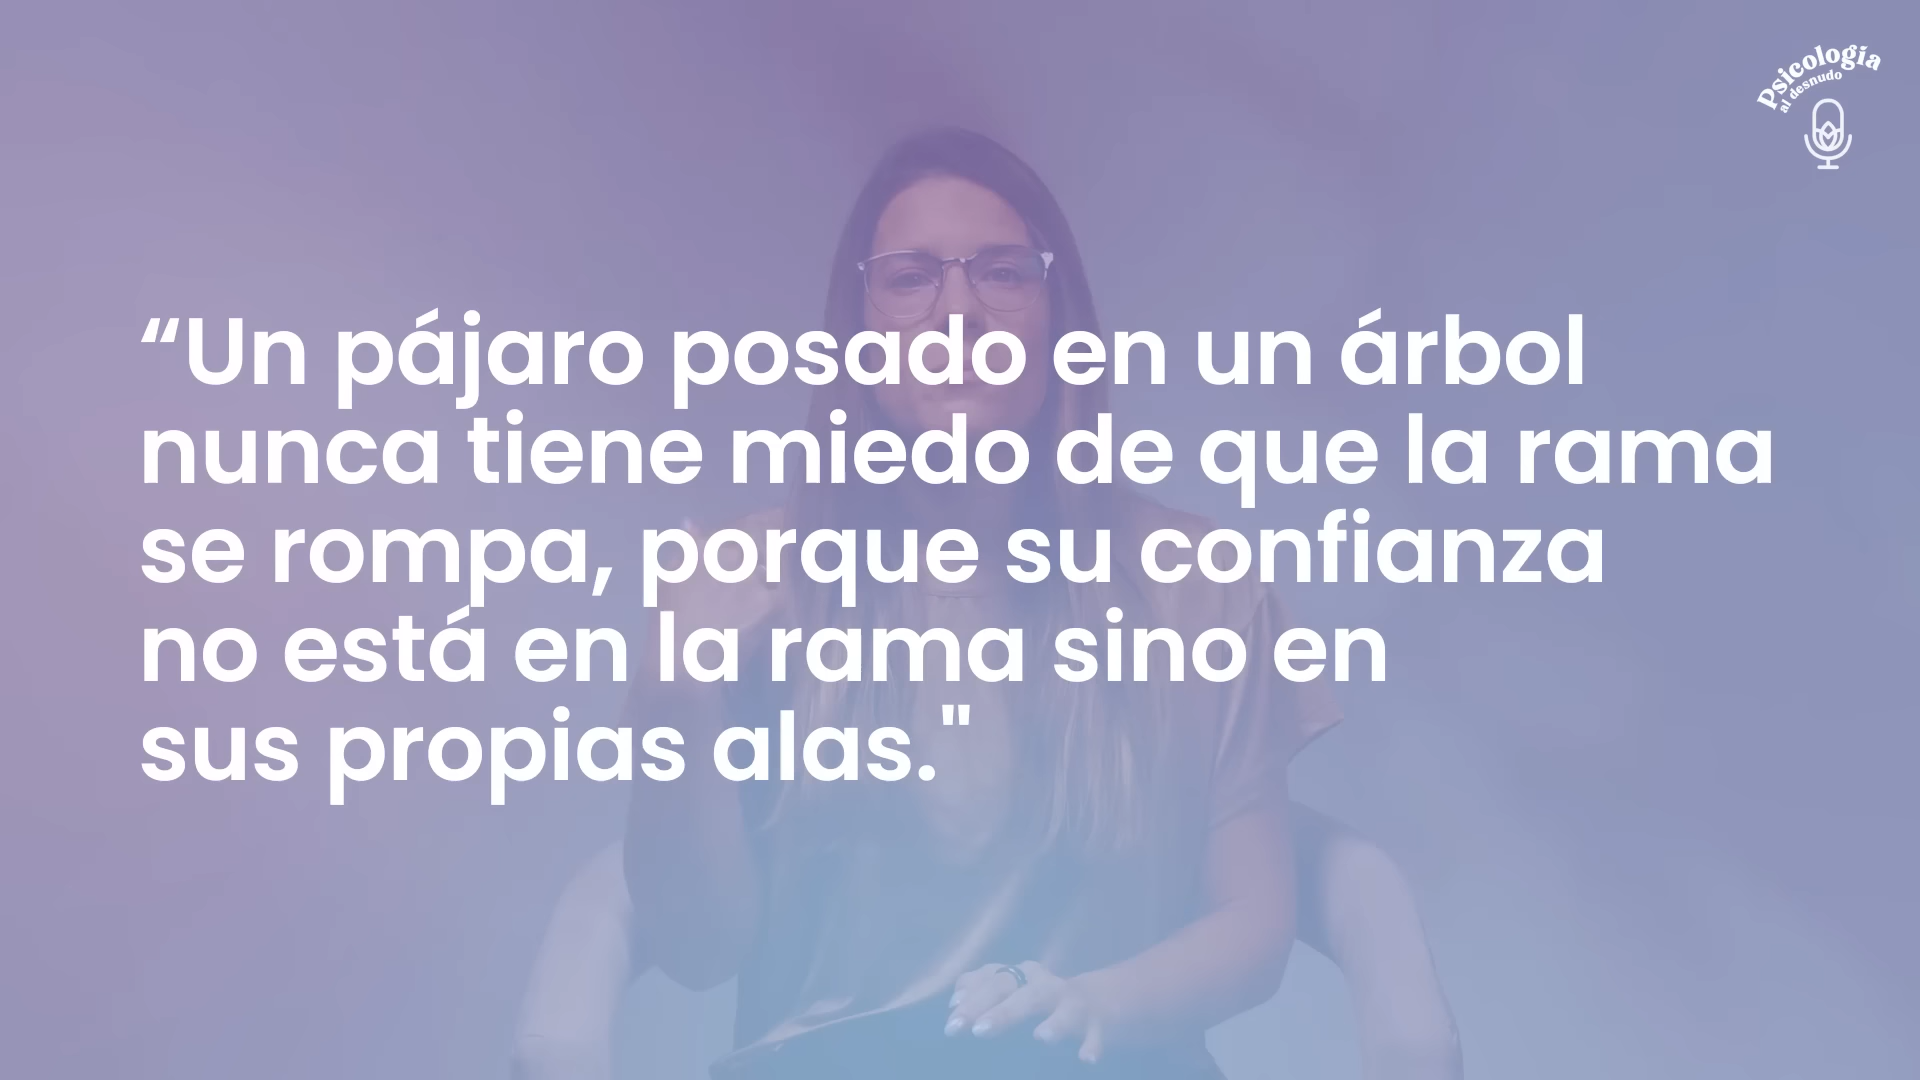 Psicología
al desnudo
“Un pájaro posado en un árbol
nunca tiene miedo de que la rama
se rompa, porque su confianza
no está en la rama sino en
sus propias alas."